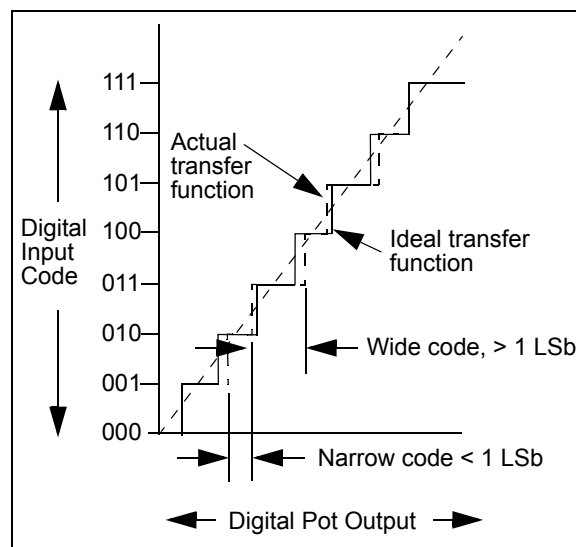 111
110
101
100
011
010
001
000
Digital
Input
Code
Actual
transfer
function
Ideal transfer
function
Wide code, > 1 LSb
Narrow code < 1 LSb
Digital Pot Output